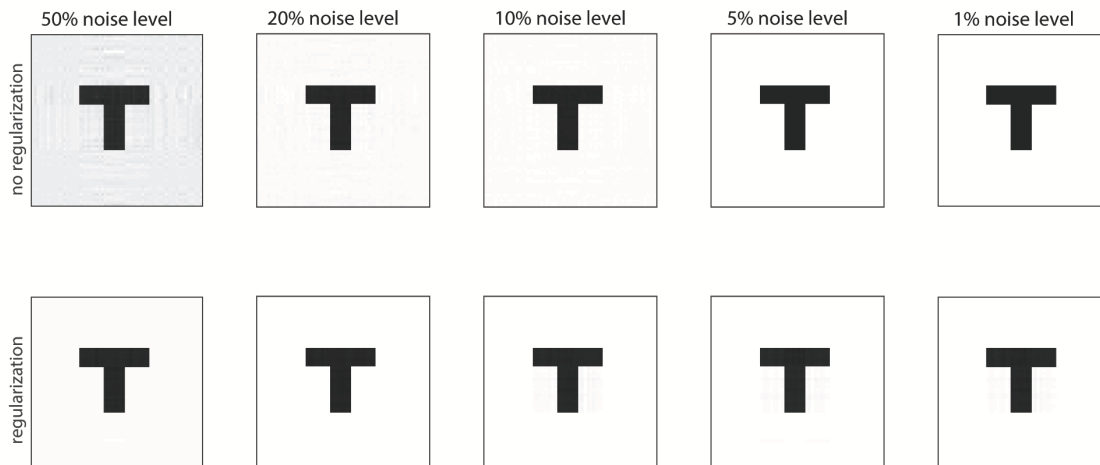 50% noise level
20% noise level
10% noise level
5% noise level
1% noise level
no regularization
T
T
T
T
T
regularization
T
T
T
T
T